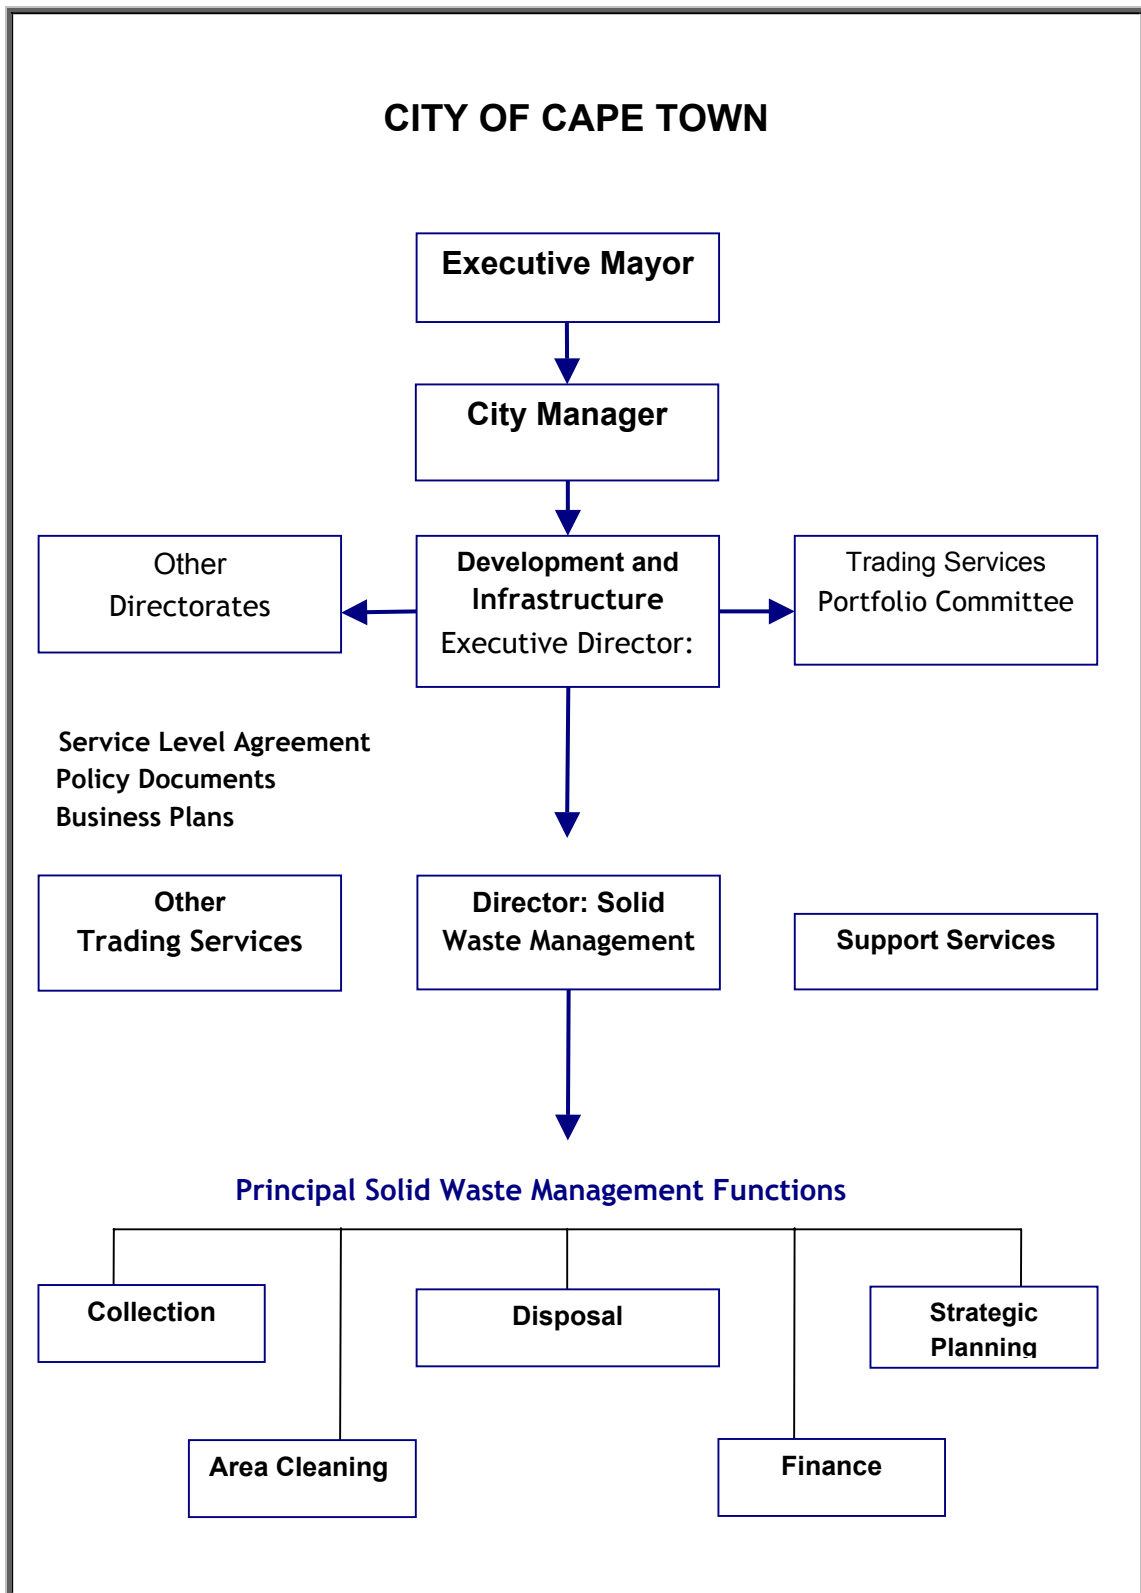 CITY OF CAPE TOWN
Executive Mayor
City Manager
Other
Directorates
Development and
Infrastructure
Executive Director:
Trading Services
Portfolio Committee
Service Level Agreement
Policy Documents
Business Plans
Other
Trading Services
Director: Solid
Waste Management
Support Services
Principal Solid Waste Management Functions
Collection
Disposal
Strategic
Planning
Area Cleaning
Finance